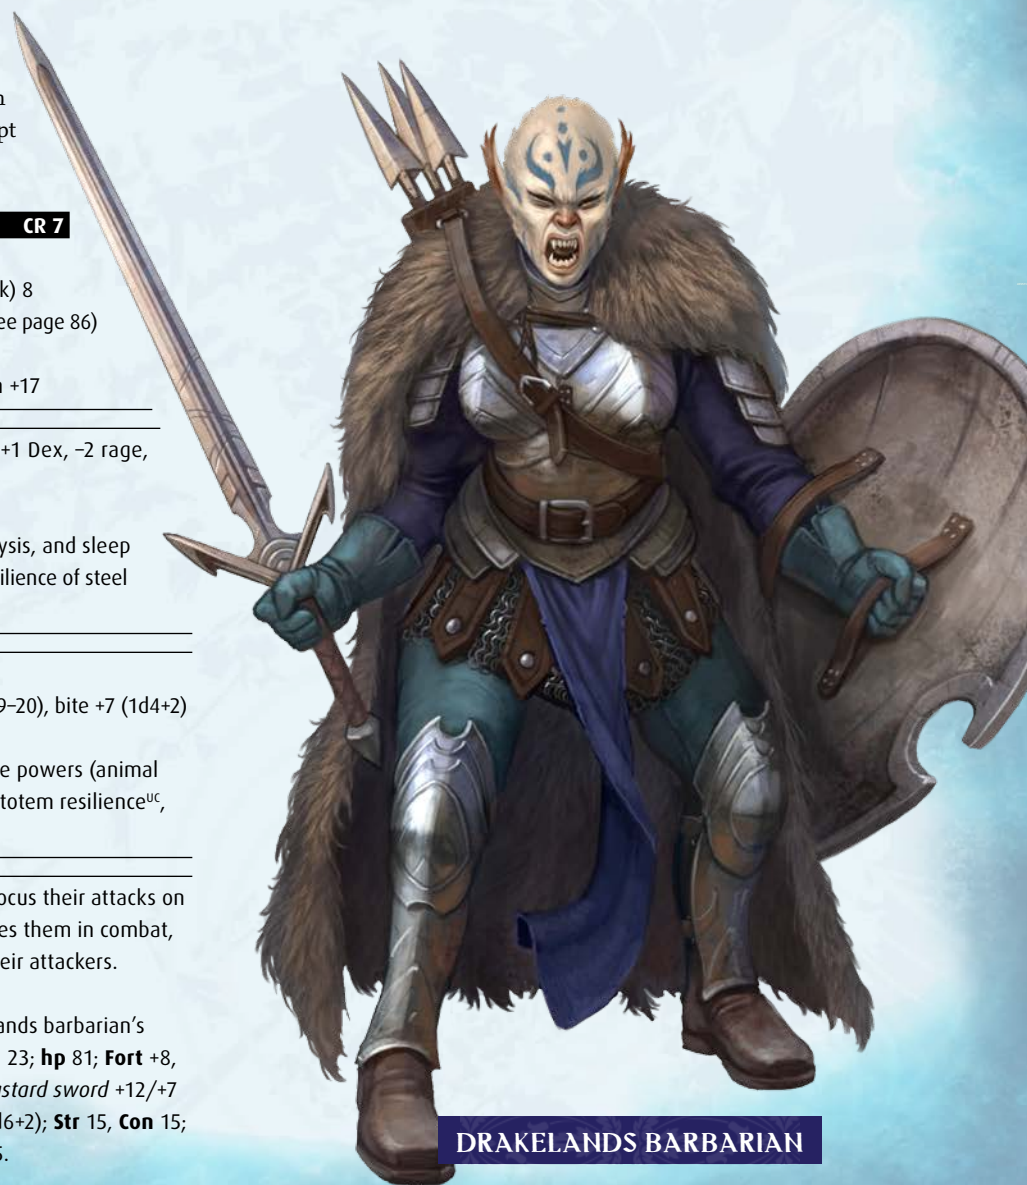 CR 7
k) 8
ee page 86)
+17
+1 Dex, –2 rage,
ysis, and sleep
ilience of steel
9–20), bite +7 (1d4+2)
e powers (animal
totem resilienceᵁᶜ,
ocus their attacks on
es them in combat,
eir attackers.
ands barbarian's
23; hp 81; Fort +8,
stard sword +12/+7
d6+2); Str 15, Con 15;
DRAKELANDS BARBARIAN